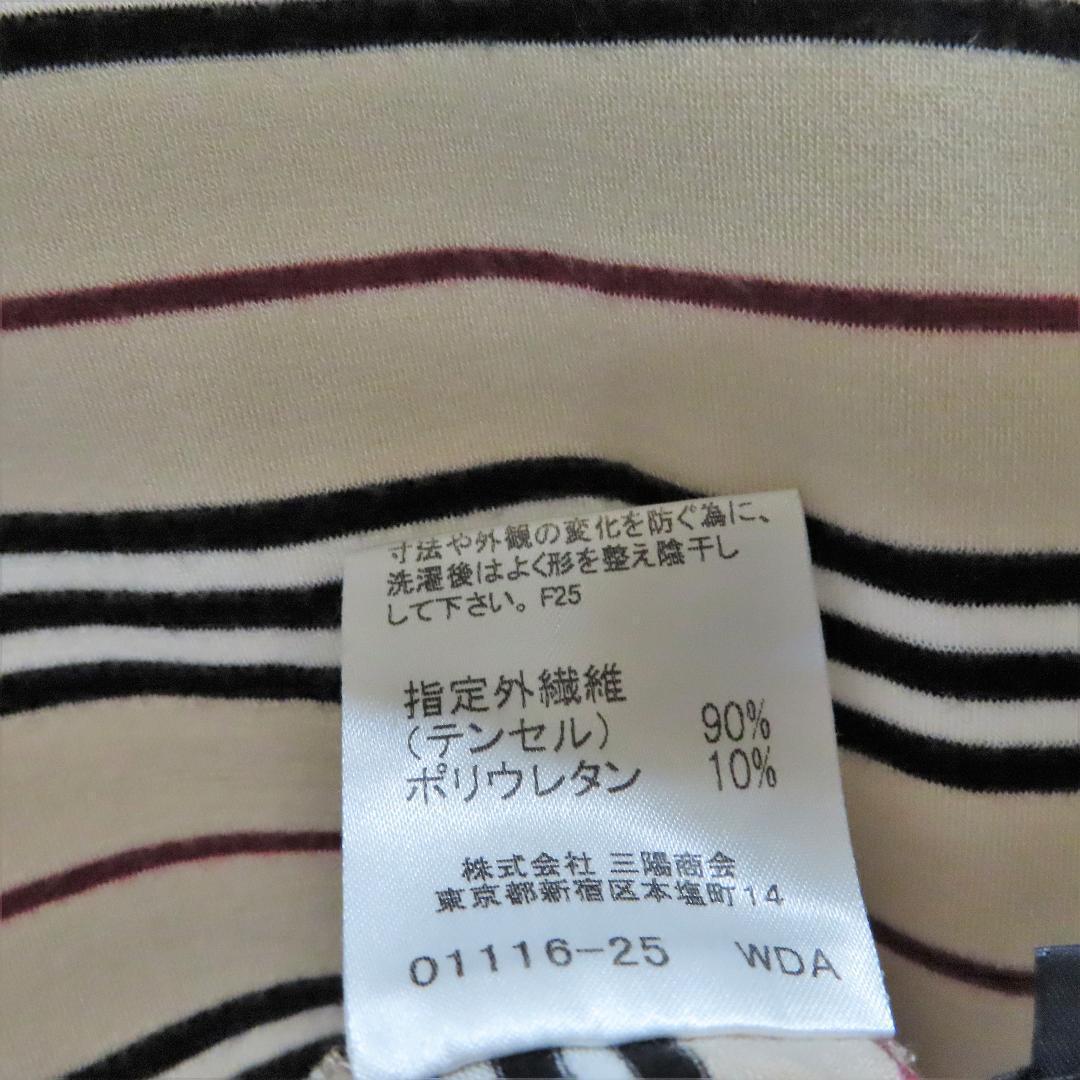 寸法や外観の変化を防ぐ為に、
洗濯後はよく形を整え陰干し
して下さい。F25
指定外繊維
(テンセル) 90%
ポリウレタン 10%
株式会社 三陽商会
東京都新宿区本塩町14
01116-25 WDA